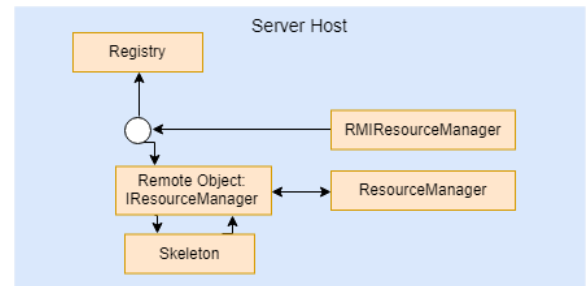 Server Host
Registry
RMIResourceManager
Remote Object:
IResourceManager
ResourceManager
Skeleton